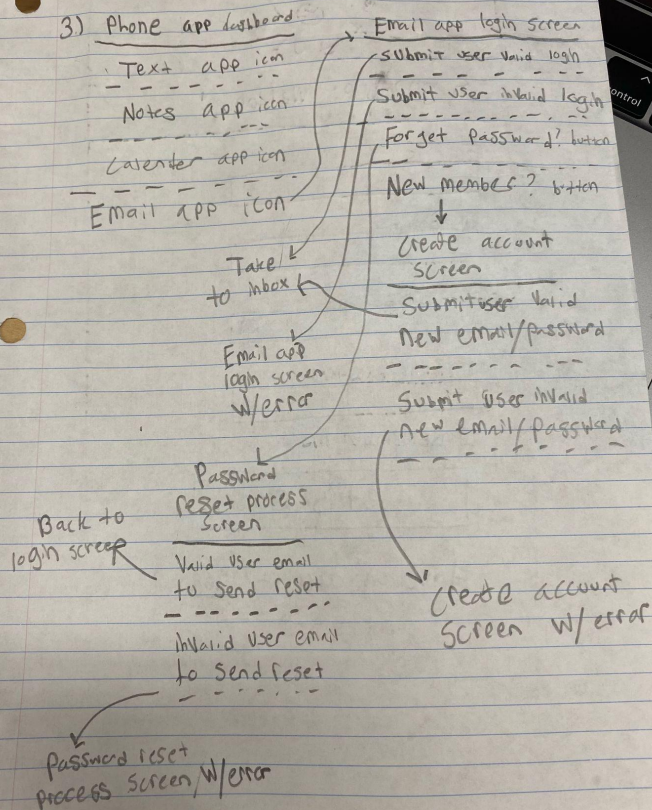 3) Phone app dashboard
Text app icon
Notes app icon
Calender app icon
Email app icon
Email app login screen
submit user valid login
Submit user invalid login
Forget password? button
New member? button
Create account
screen
Submit user valid
new email/password
Submit user invalid
new email/password
Create account
screen w/error
Take
to inbox
Email app
login screen
w/error
Password
reset process
screen
Valid user email
to send reset
invalid user email
to send reset
Back to
login screen
Password reset
process screen w/error
ontrol